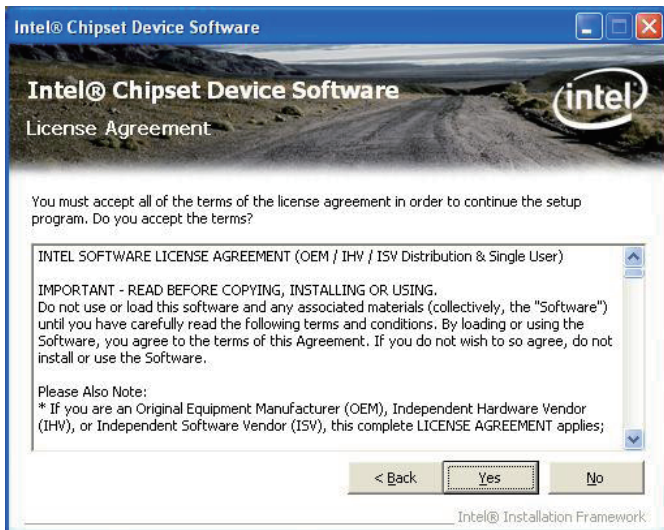 Intel® Chipset Device Software
Intel® Chipset Device Software
intel
License Agreement
You must accept all of the terms of the license agreement in order to continue the setup
program. Do you accept the terms?
INTEL SOFTWARE LICENSE AGREEMENT (OEM / IHV / ISV Distribution & Single User)
IMPORTANT - READ BEFORE COPYING, INSTALLING OR USING.
Do not use or load this software and any associated materials (collectively, the "Software")
until you have carefully read the following terms and conditions. By loading or using the
Software, you agree to the terms of this Agreement. If you do not wish to so agree, do not
install or use the Software.
Please Also Note:
* If you are an Original Equipment Manufacturer (OEM), Independent Hardware Vendor
(IHV), or Independent Software Vendor (ISV), this complete LICENSE AGREEMENT applies;
< Back
Yes
No
Intel® Installation Framework